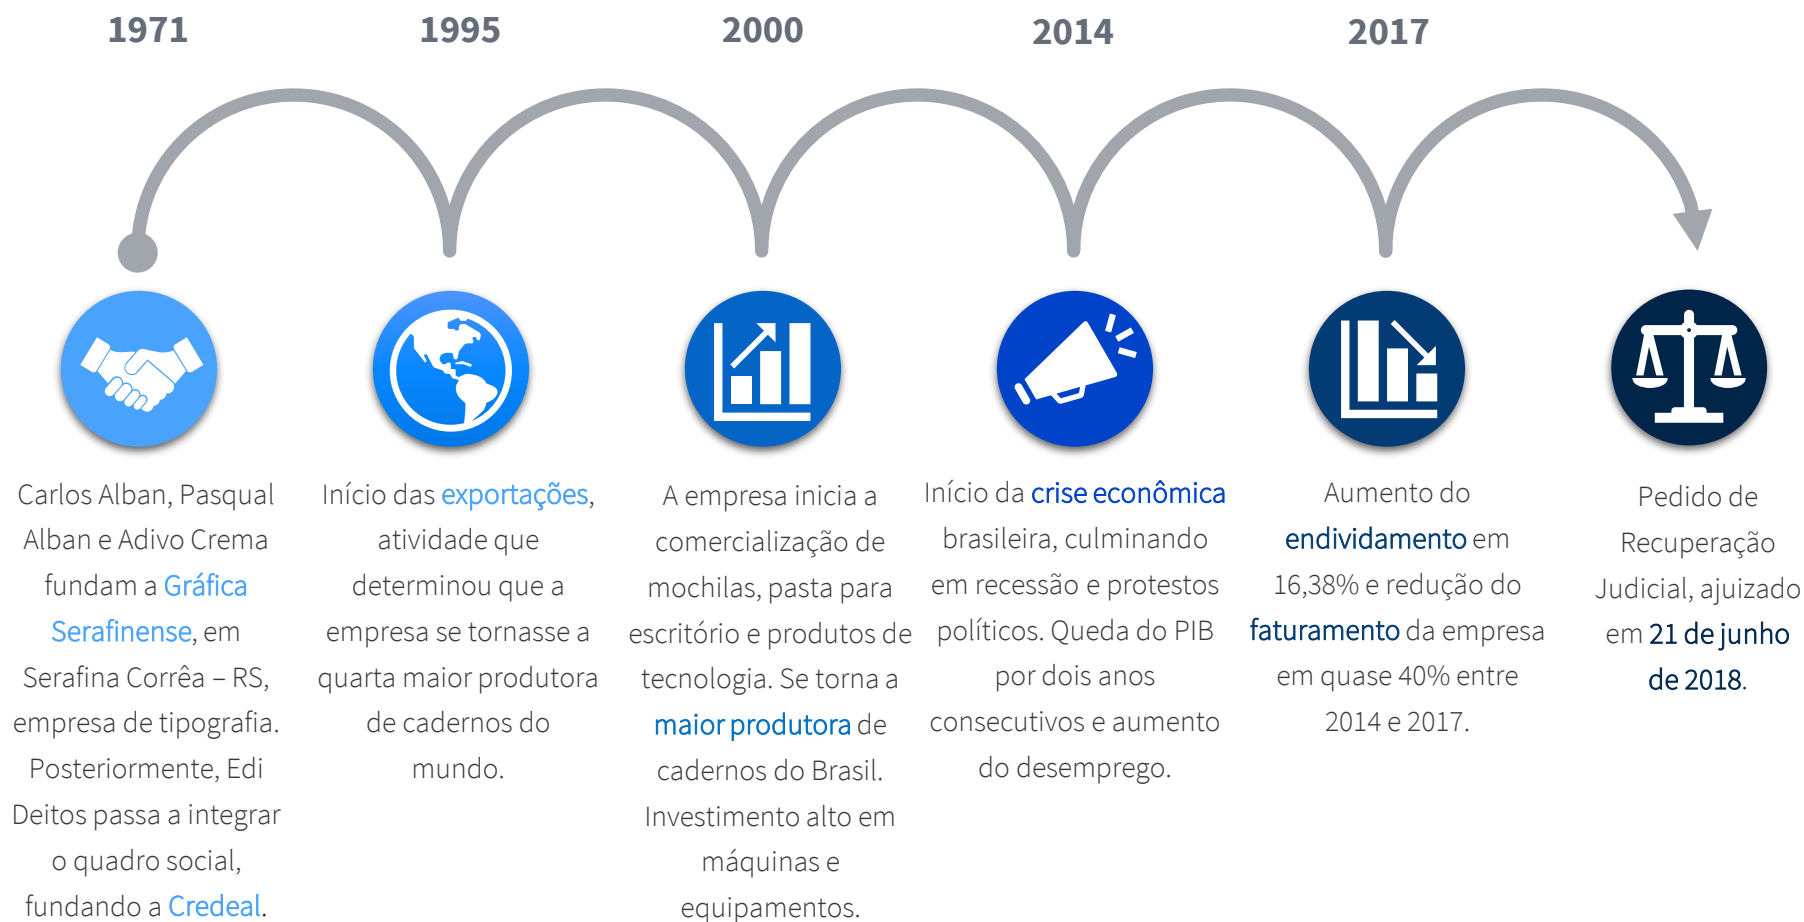 1971
1995
2000
2014
2017
Carlos Alban, Pasqual
Alban e Adivo Crema
fundam a Gráfica
Serafinense, em
Serafina Corrêa – RS,
empresa de tipografia.
Posteriormente, Edi
Deitos passa a integrar
o quadro social,
fundando a Credeal.
Início das exportações,
atividade que
determinou que a
empresa se tornasse a
quarta maior produtora
de cadernos do
mundo.
A empresa inicia a
comercialização de
mochilas, pasta para
escritório e produtos de
tecnologia. Se torna a
maior produtora de
cadernos do Brasil.
Investimento alto em
máquinas e
equipamentos.
Início da crise econômica
brasileira, culminando
em recessão e protestos
políticos. Queda do PIB
por dois anos
consecutivos e aumento
do desemprego.
Aumento do
endividamento em
16,38% e redução do
faturamento da empresa
em quase 40% entre
2014 e 2017.
Pedido de
Recuperação
Judicial, ajuizado
em 21 de junho
de 2018.